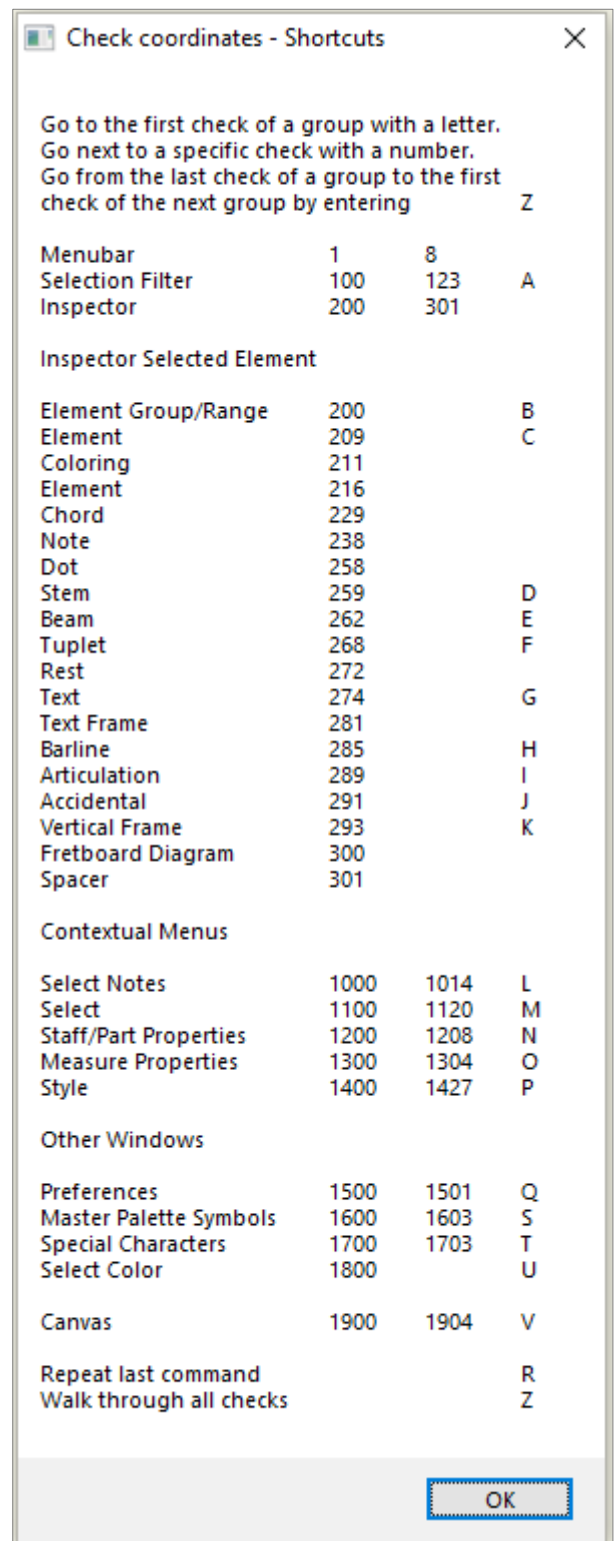 Check coordinates - Shortcuts
Go to the first check of a group with a letter.
Go next to a specific check with a number.
Go from the last check of a group to the first
check of the next group by entering Z
Menubar 1 8
Selection Filter 100 123 A
Inspector 200 301
Inspector Selected Element
Element Group/Range 200 B
Element 209 C
Coloring 211
Element 216
Chord 229
Note 238
Dot 258
Stem 259 D
Beam 262 E
Tuplet 268 F
Rest 272
Text 274 G
Text Frame 281
Barline 285 H
Articulation 289 I
Accidental 291 J
Vertical Frame 293 K
Fretboard Diagram 300
Spacer 301
Contextual Menus
Select Notes 1000 1014 L
Select 1100 1120 M
Staff/Part Properties 1200 1208 N
Measure Properties 1300 1304 O
Style 1400 1427 P
Other Windows
Preferences 1500 1501 Q
Master Palette Symbols 1600 1603 S
Special Characters 1700 1703 T
Select Color 1800 U
Canvas 1900 1904 V
Repeat last command R
Walk through all checks Z
OK